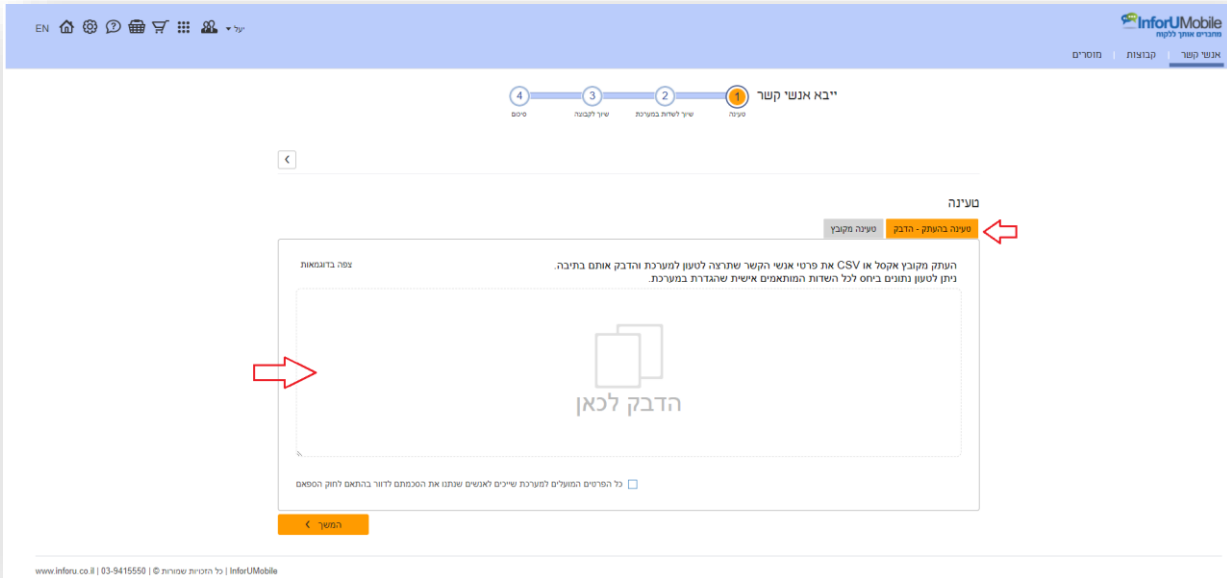 InforUMobile
מחברים אותך ללקוח
יעל
EN
אנשי קשר | קבוצות | מוסרים
ייבא אנשי קשר
1 2 3 4
טעינה
שיוך לשדות במערכת
שיוך לקבוצה
סיכום
טעינה
טעינה בהעתק - הדבק
טעינה מקובץ
העתק מקובץ אקסל או CSV את פרטי אנשי הקשר שתרצה לטעון למערכת והדבק אותם בתיבה.
צפה בדוגמאות
ניתן לטעון נתונים ביחס לכל השדות המותאמים אישית שהגדרת במערכת.
הדבק לכאן
כל הפרטים המועלים למערכת שייכים לאנשים שנתנו את הסכמתם לדוור בהתאם לחוק הספאם
המשך
www.inforu.co.il | 03-9415550 | © כל הזכויות שמורות | InforUMobile